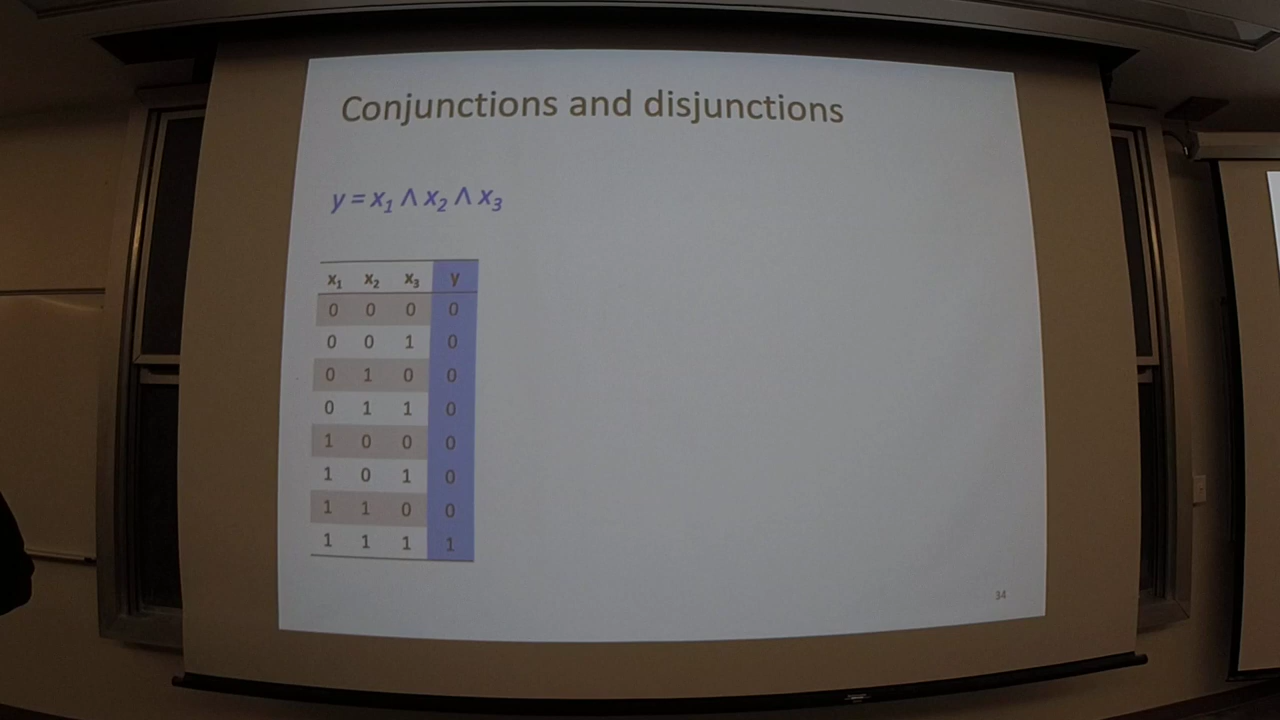 Conjunctions and disjunctions
y = x₁ ∧ x₂ ∧ x₃
x₁ x₂ x₃ y
0 0 0 0
0 0 1 0
0 1 0 0
0 1 1 0
1 0 0 0
1 0 1 0
1 1 0 0
1 1 1 1
34